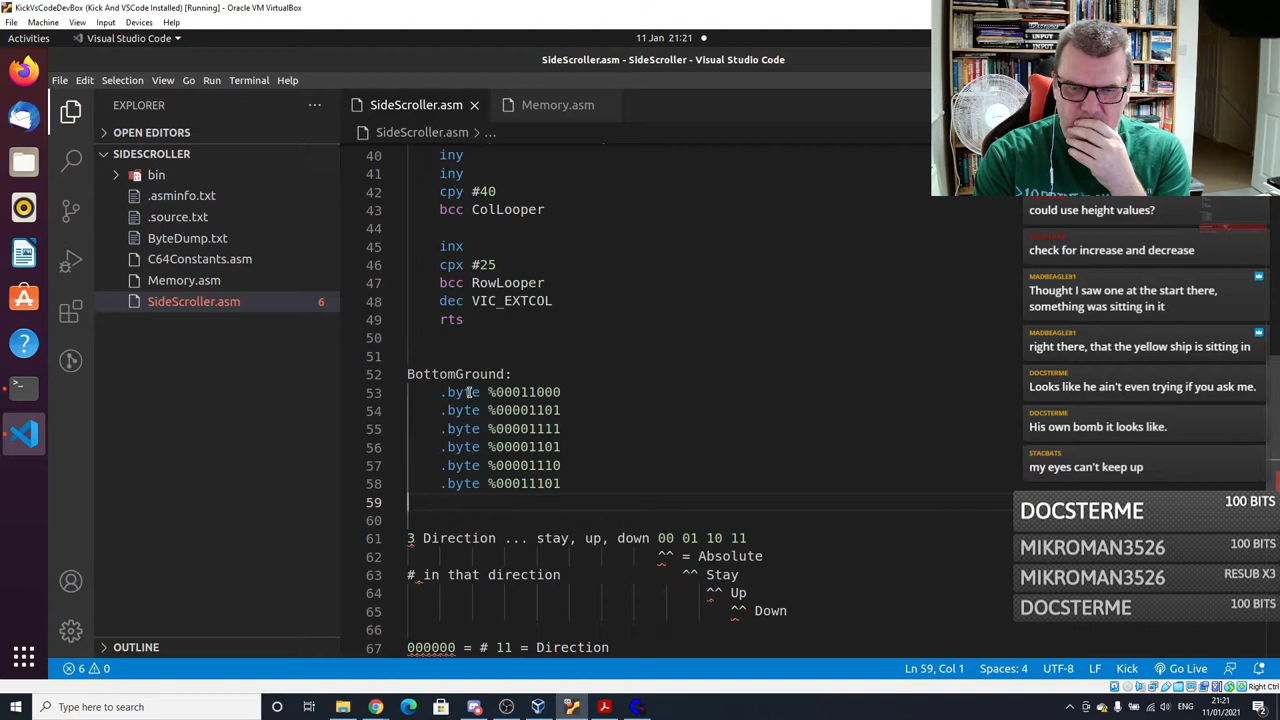 KickVsCodeDevBox (Kick And VSCode Installed) [Running] - Oracle VM VirtualBox
File Machine View Input Devices Help
Activities Visual Studio Code 11 Jan 21:21
SideScroller.asm - SideScroller - Visual Studio Code
File Edit Selection View Go Run Terminal Help
EXPLORER
OPEN EDITORS
SIDESCROLLER
bin
.asminfo.txt
.source.txt
ByteDump.txt
C64Constants.asm
Memory.asm
SideScroller.asm 6
OUTLINE
SideScroller.asm Memory.asm
SideScroller.asm > ...
40 iny
41 iny
42 cpy #40
43 bcc ColLooper
44
45 inx
46 cpx #25
47 bcc RowLooper
48 dec VIC_EXTCOL
49 rts
50
51
52 BottomGround:
53 .byte %00011000
54 .byte %00001101
55 .byte %00001111
56 .byte %00001101
57 .byte %00001110
58 .byte %00011101
59
60
61 3 Direction ... stay, up, down 00 01 10 11
62 ^^ = Absolute
63 # in that direction ^^ Stay
64 ^^ Up
65 ^^ Down
66
67 000000 = # 11 = Direction
INPUT
INPUT
could use height values?
check for increase and decrease
MADBEAGLER1
Thought I saw one at the start there,
something was sitting in it
MADBEAGLER1
right there, that the yellow ship is sitting in
DOCSTERME
Looks like he ain't even trying if you ask me.
DOCSTERME
His own bomb it looks like.
STACBATS
my eyes can't keep up
DOCSTERME 100 BITS
MIKROMAN3526 100 BITS
MIKROMAN3526 RESUB X3
DOCSTERME 100 BITS
6 0 Ln 59, Col 1 Spaces: 4 UTF-8 LF Kick Go Live
Right Ctrl
Type here to search
ENG 21:21
11/01/2021